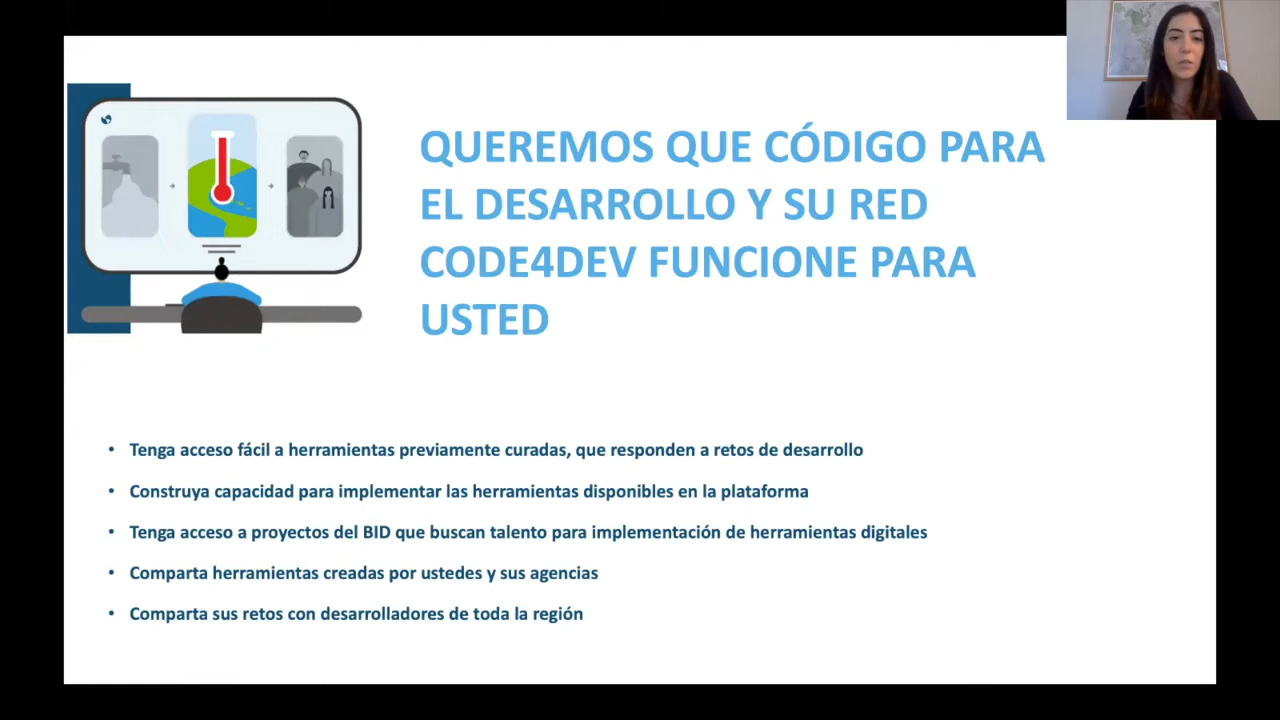 QUEREMOS QUE CÓDIGO PARA
EL DESARROLLO Y SU RED
CODE4DEV FUNCIONE PARA
USTED
• Tenga acceso fácil a herramientas previamente curadas, que responden a retos de desarrollo
• Construya capacidad para implementar las herramientas disponibles en la plataforma
• Tenga acceso a proyectos del BID que buscan talento para implementación de herramientas digitales
• Comparta herramientas creadas por ustedes y sus agencias
• Comparta sus retos con desarrolladores de toda la región